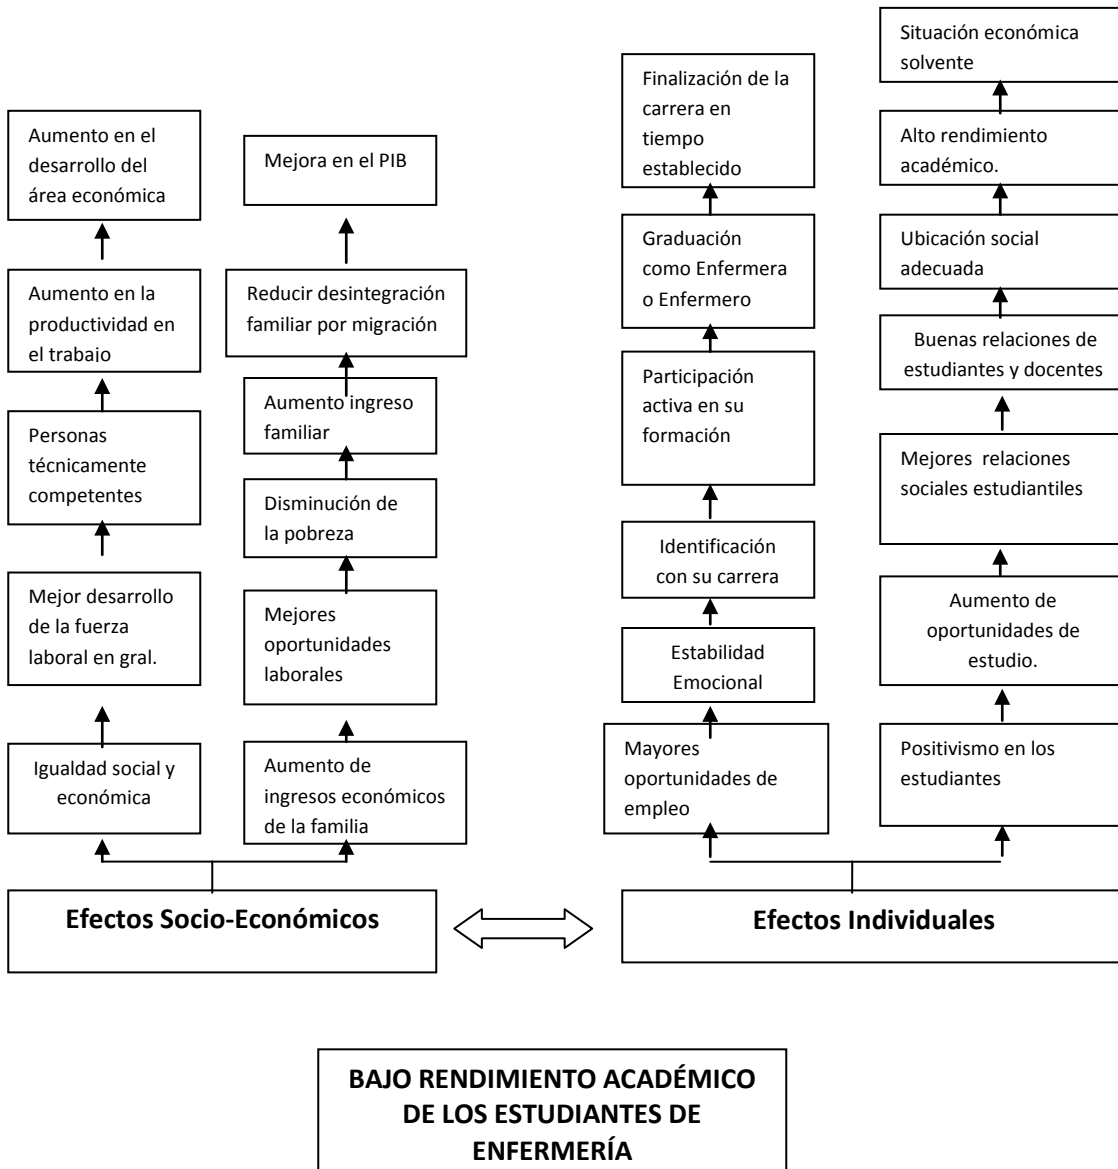 Situación económica
solvente
Finalización de la
carrera en
tiempo
establecido
Aumento en el
desarrollo del
área económica
Mejora en el PIB
Alto rendimiento
académico.
Graduación
como Enfermera
o Enfermero
Ubicación social
adecuada
Aumento en la
productividad en
el trabajo
Reducir desintegración
familiar por migración
Buenas relaciones de
estudiantes y docentes
Participación
activa en su
formación
Aumento ingreso
familiar
Personas
técnicamente
competentes
Mejores  relaciones
sociales estudiantiles
Disminución de
la pobreza
Identificación
con su carrera
Mejor desarrollo
de la fuerza
laboral en gral.
Mejores
oportunidades
laborales
Aumento de
oportunidades de
estudio.
Estabilidad
Emocional
Igualdad social y
económica
Aumento de
ingresos económicos
de la familia
Mayores
oportunidades de
empleo
Positivismo en los
estudiantes
Efectos Socio-Económicos
Efectos Individuales
BAJO RENDIMIENTO ACADÉMICO
DE LOS ESTUDIANTES DE
ENFERMERÍA